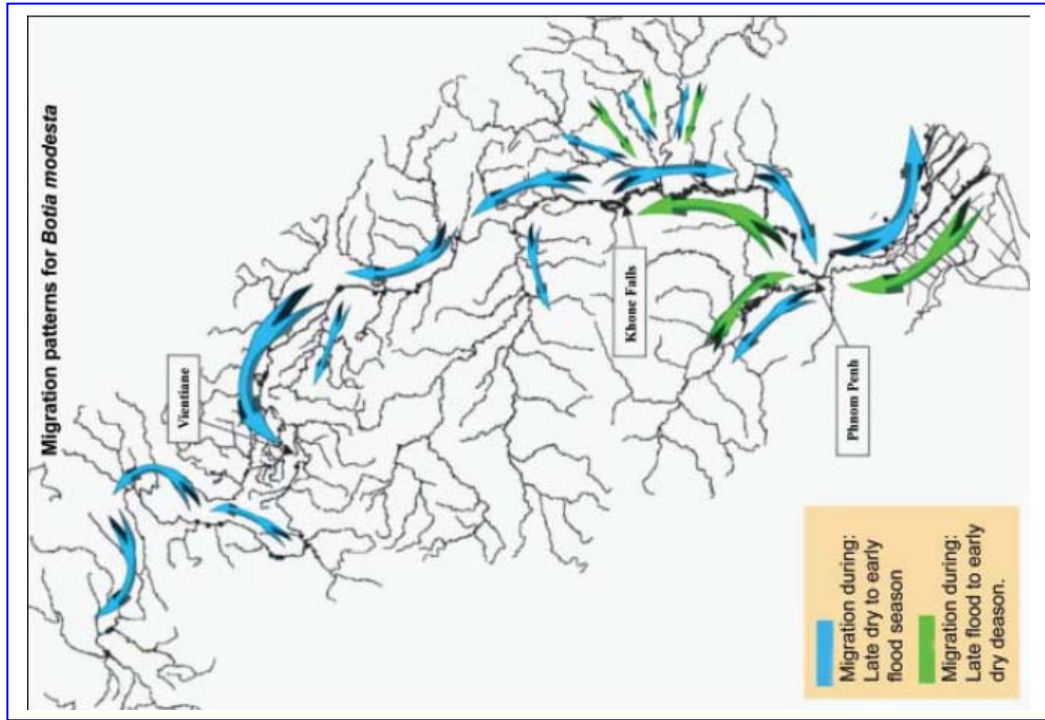 Migration patterns for Botia modesta
Vientiane
Khone Falls
Phnom Penh
Migration during:
Late dry to early
flood season
Migration during:
Late flood to early
dry deason.